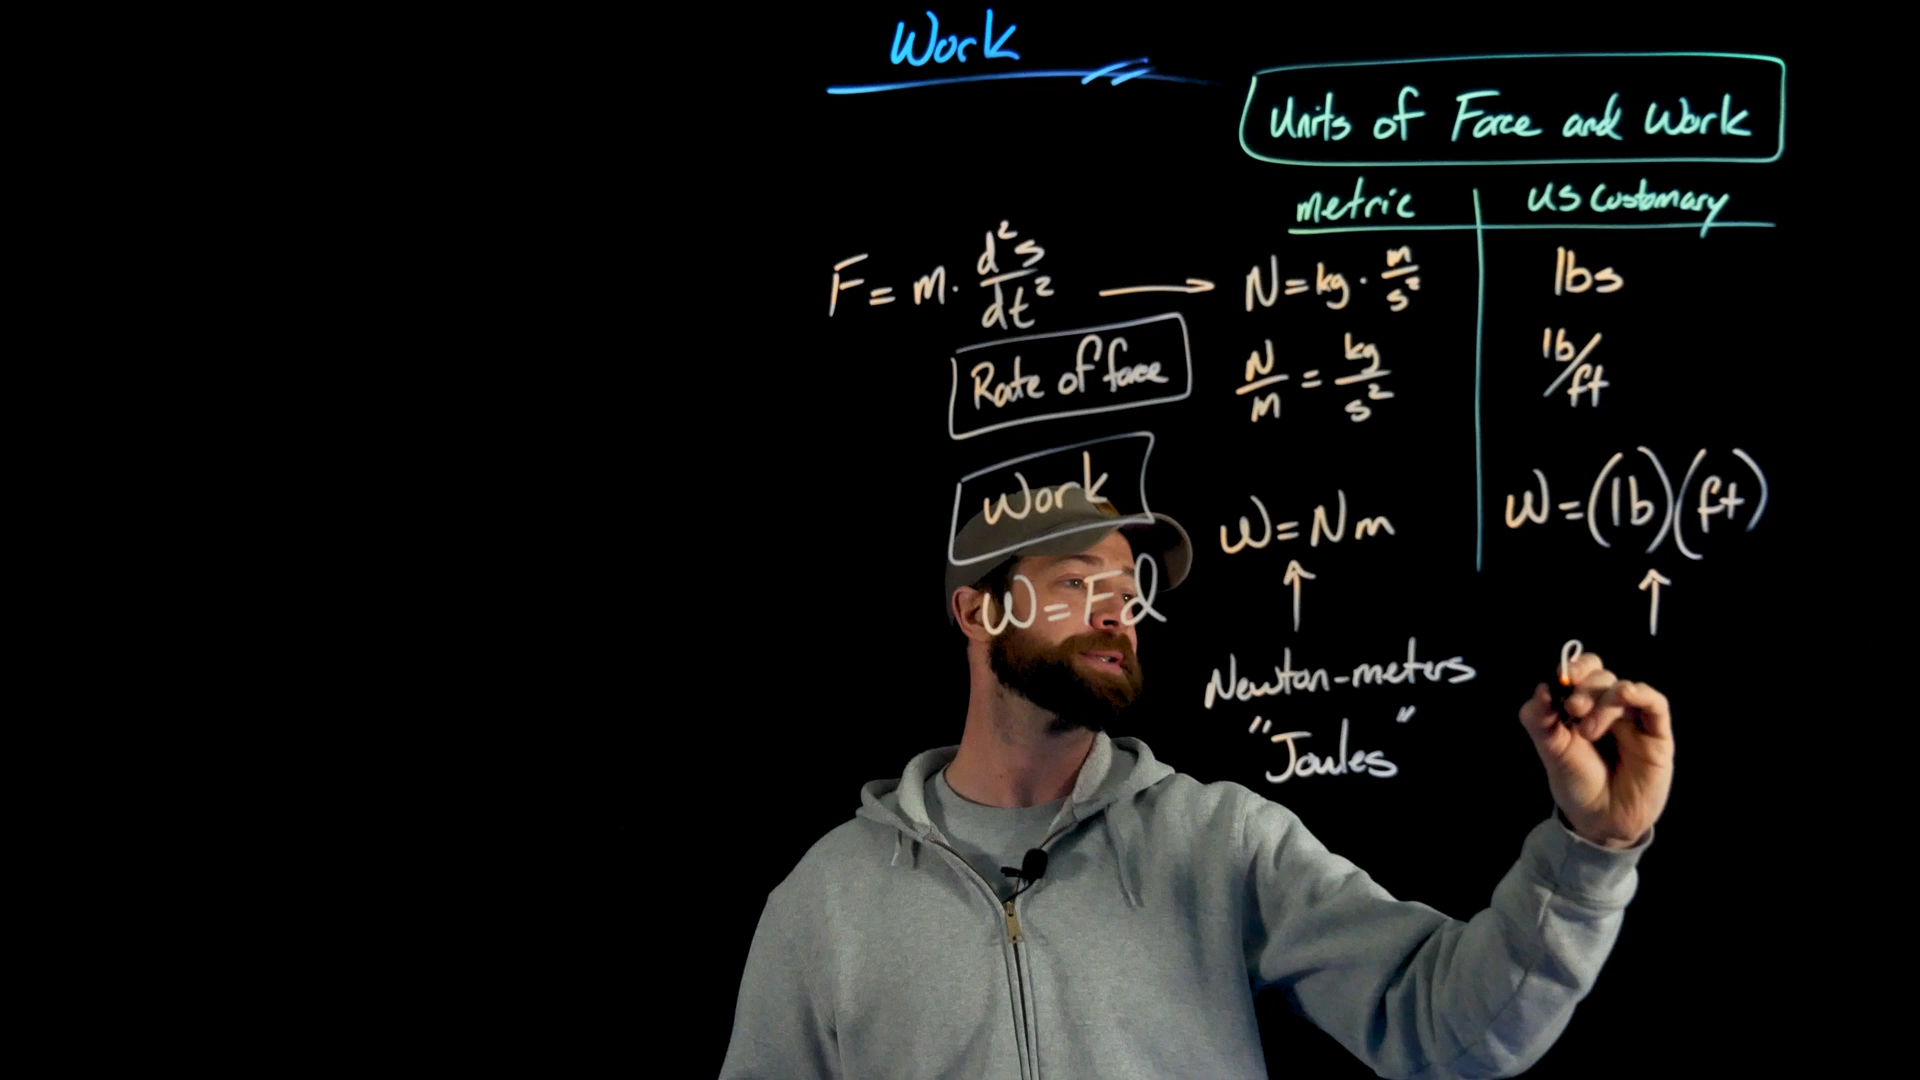 Work
Units of Force and Work
metric
US Customary
F = m · d²s/dt² → N = kg · m/s²
lbs
Rate of force
N/m = kg/s²
lb/ft
Work
W = Nm
W = (lb)(ft)
W = Fd
↑
↑
Newton-meters
"Joules"
f